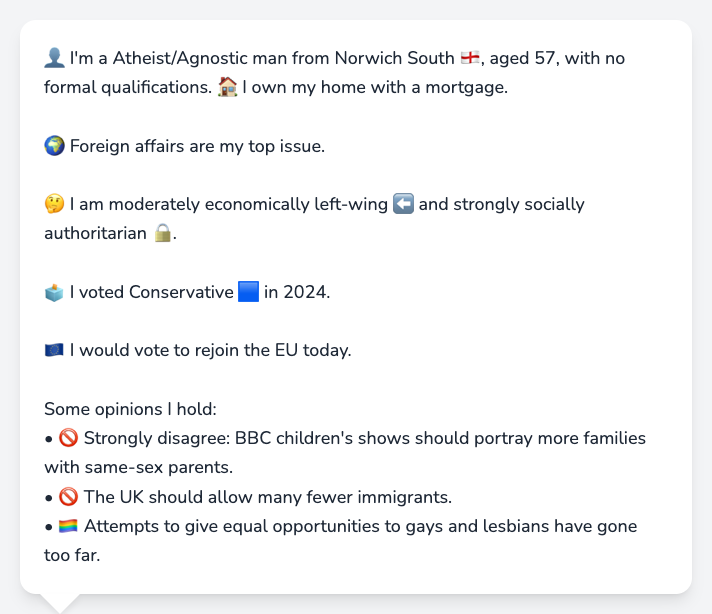 👤 I'm a Atheist/Agnostic man from Norwich South 🏴󠁧󠁢󠁥󠁮󠁧󠁿, aged 57, with no
formal qualifications. 🏠 I own my home with a mortgage.
🌍 Foreign affairs are my top issue.
🤔 I am moderately economically left-wing ⬅️ and strongly socially
authoritarian 🔒.
🗳️ I voted Conservative 🟦 in 2024.
🇪🇺 I would vote to rejoin the EU today.
Some opinions I hold:
• 🚫 Strongly disagree: BBC children's shows should portray more families
with same-sex parents.
• 🚫 The UK should allow many fewer immigrants.
• 🏳️‍🌈 Attempts to give equal opportunities to gays and lesbians have gone
too far.